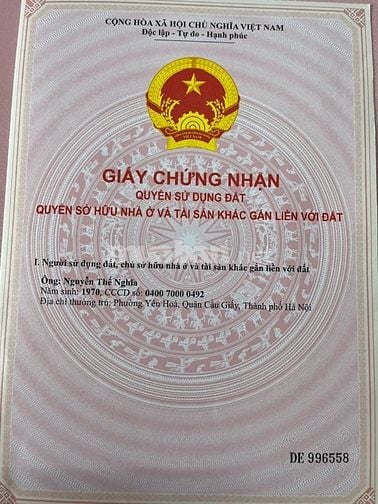 CỘNG HÒA XÃ HỘI CHỦ NGHĨA VIỆT NAM
Độc lập - Tự do - Hạnh phúc
VIỆT NAM
GIẤY CHỨNG NHẬN
QUYỀN SỬ DỤNG ĐẤT
QUYỀN SỞ HỮU NHÀ Ở VÀ TÀI SẢN KHÁC GẮN LIỀN VỚI ĐẤT
I. Người sử dụng đất, chủ sở hữu nhà ở và tài sản khác gắn liền với đất
Ông: Nguyễn Thế Nghĩa
Năm sinh: 1970, CCCD số: 0400 7000 0492
Địa chỉ thường trú: Phường Yên Hoà, Quận Cầu Giấy, Thành phố Hà Nội
DE 996558